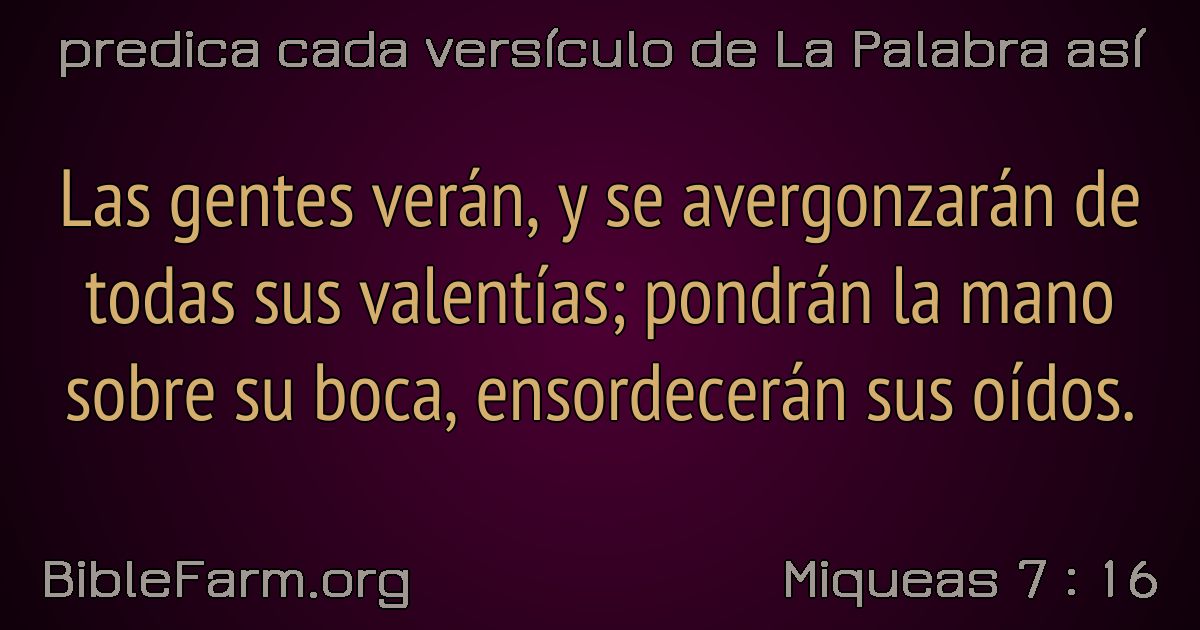 predica cada versículo de La Palabra así
Las gentes verán, y se avergonzarán de
todas sus valentías; pondrán la mano
sobre su boca, ensordecerán sus oídos.
BibleFarm.org
Miqueas 7 : 16